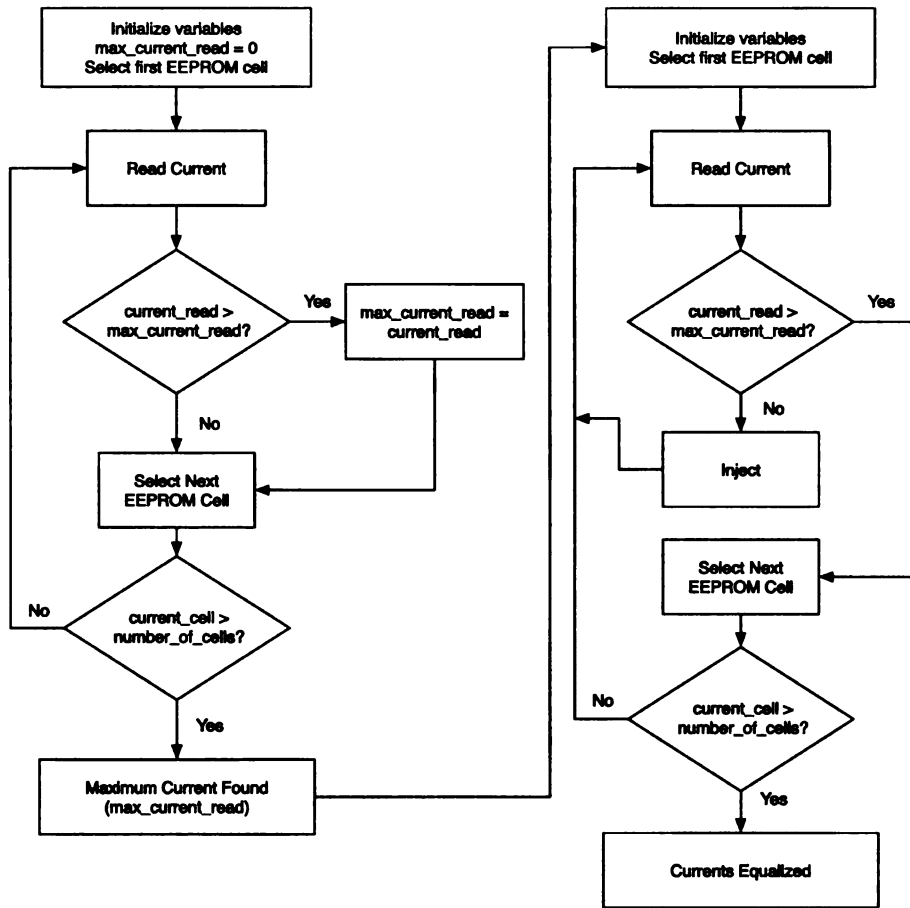 Initialize variables
max_current_read = 0
Select first EEPROM cell
Read Current
current_read >
max_current_read?
Yes
max_current_read =
current_read
No
Select Next
EEPROM Cell
No
current_cell >
number_of_cells?
Yes
Maximum Current Found
(max_current_read)
Initialize variables
Select first EEPROM cell
Read Current
current_read >
max_current_read?
Yes
No
Inject
Select Next
EEPROM Cell
No
current_cell >
number_of_cells?
Yes
Currents Equalized